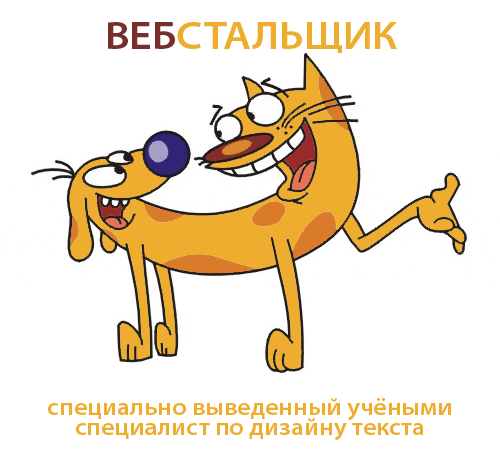 ВЕБСТАЛЬЩИК
специально выведенный учёными
специалист по дизайну текста